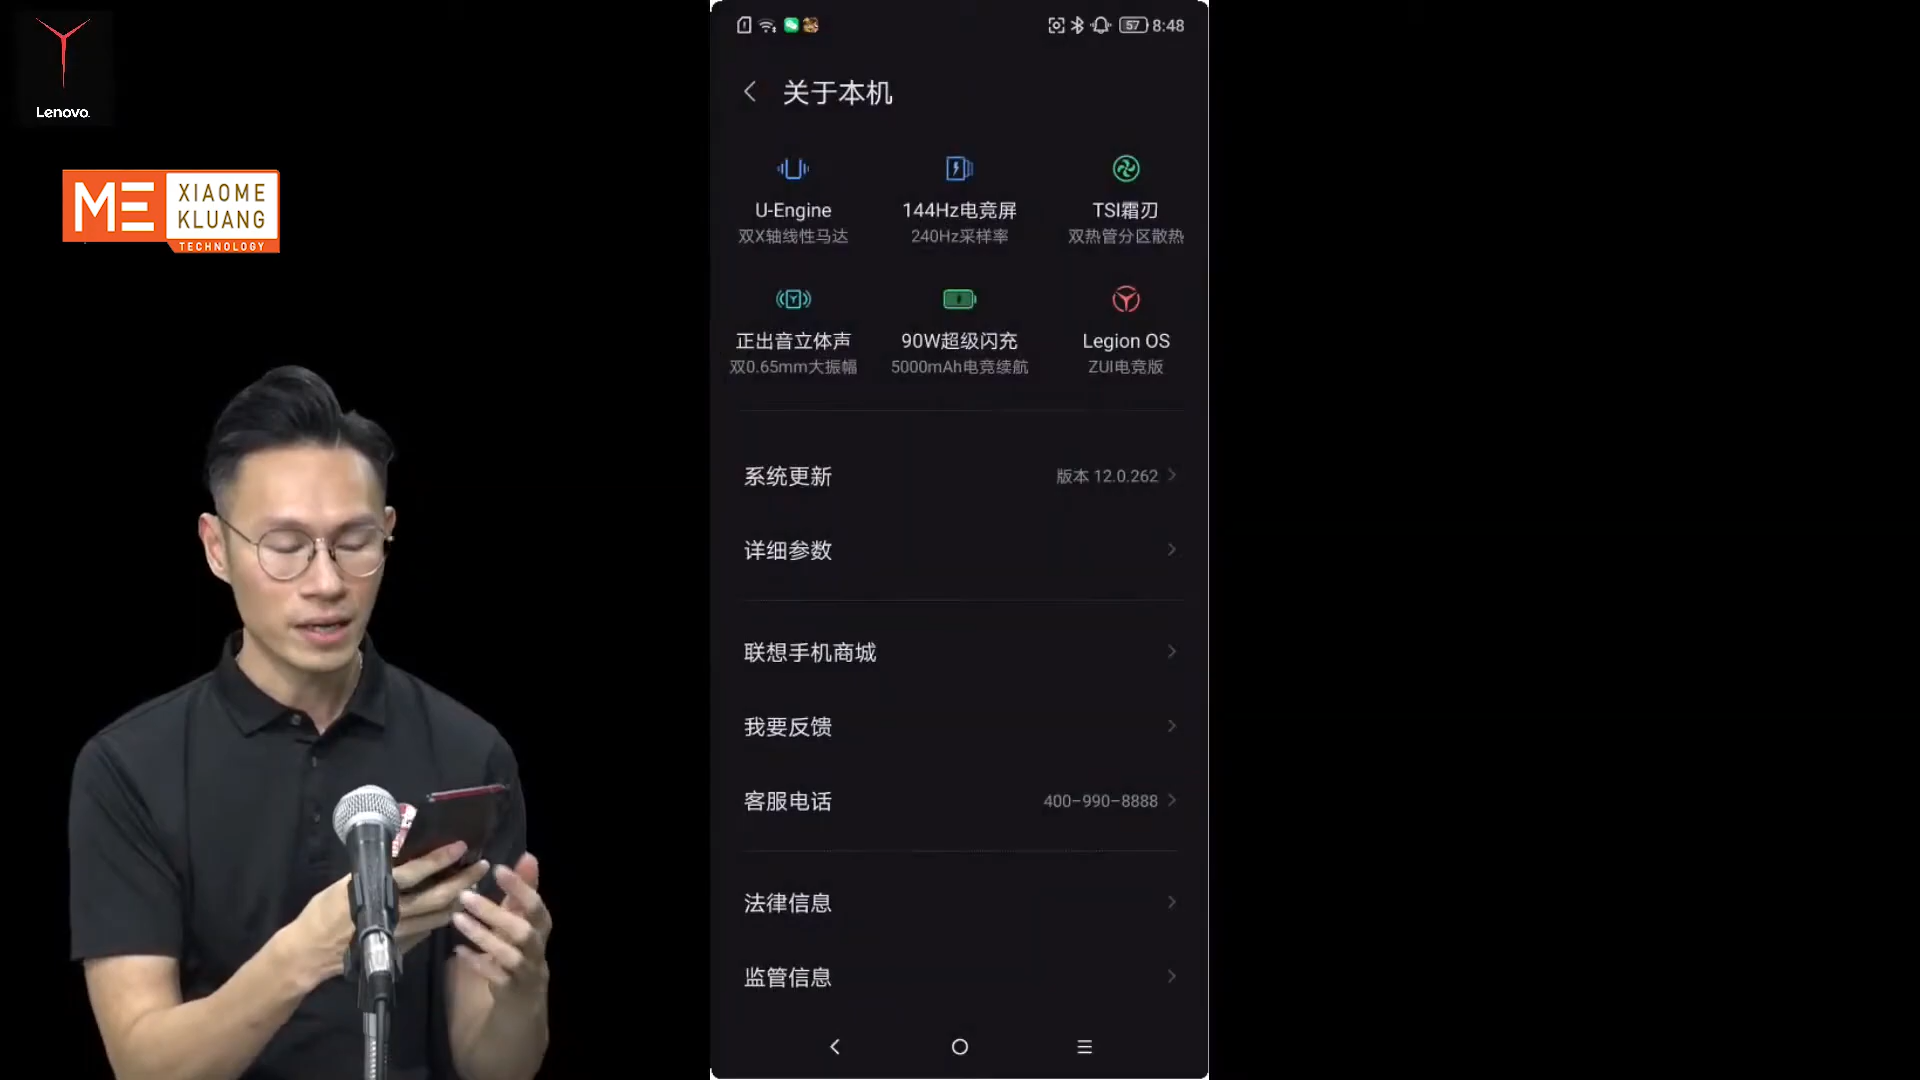 Lenovo.
ME XIAOME
KLUANG
TECHNOLOGY
57 8:48
关于本机
U-Engine
双X轴线性马达
144Hz电竞屏
240Hz采样率
TSI霜刃
双热管分区散热
正出音立体声
双0.65mm大振幅
90W超级闪充
5000mAh电竞续航
Legion OS
ZUI电竞版
系统更新
版本 12.0.262
详细参数
联想手机商城
我要反馈
客服电话
400-990-8888
法律信息
监管信息